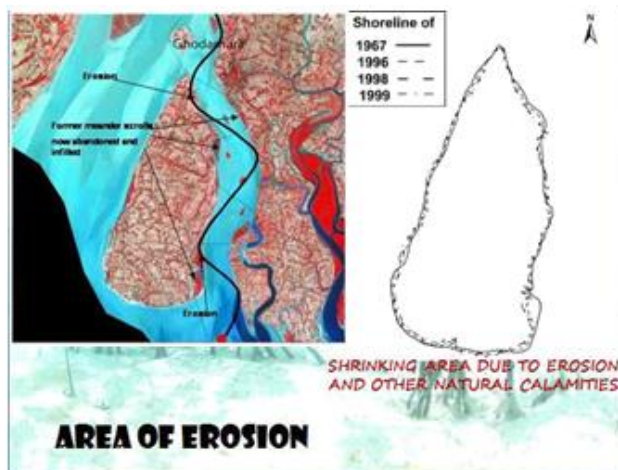 Ghodamara
Erosion
Former meander scrolls
now abandoned and
infilled
Erosion
Shoreline of
1967
1996
1998
1999
N
SHRINKING AREA DUE TO EROSION
AND OTHER NATURAL CALAMITIES
AREA OF EROSION